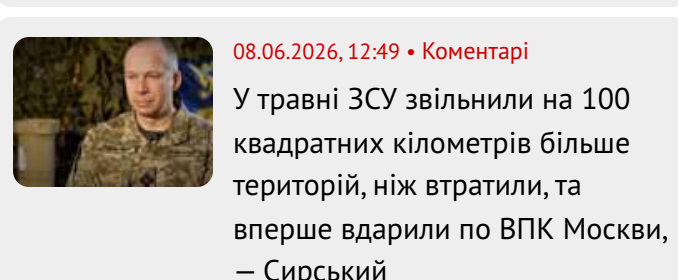 08.06.2026, 12:49 • Коментарі
У травні ЗСУ звільнили на 100
квадратних кілометрів більше
територій, ніж втратили, та
вперше вдарили по ВПК Москви,
— Сирський